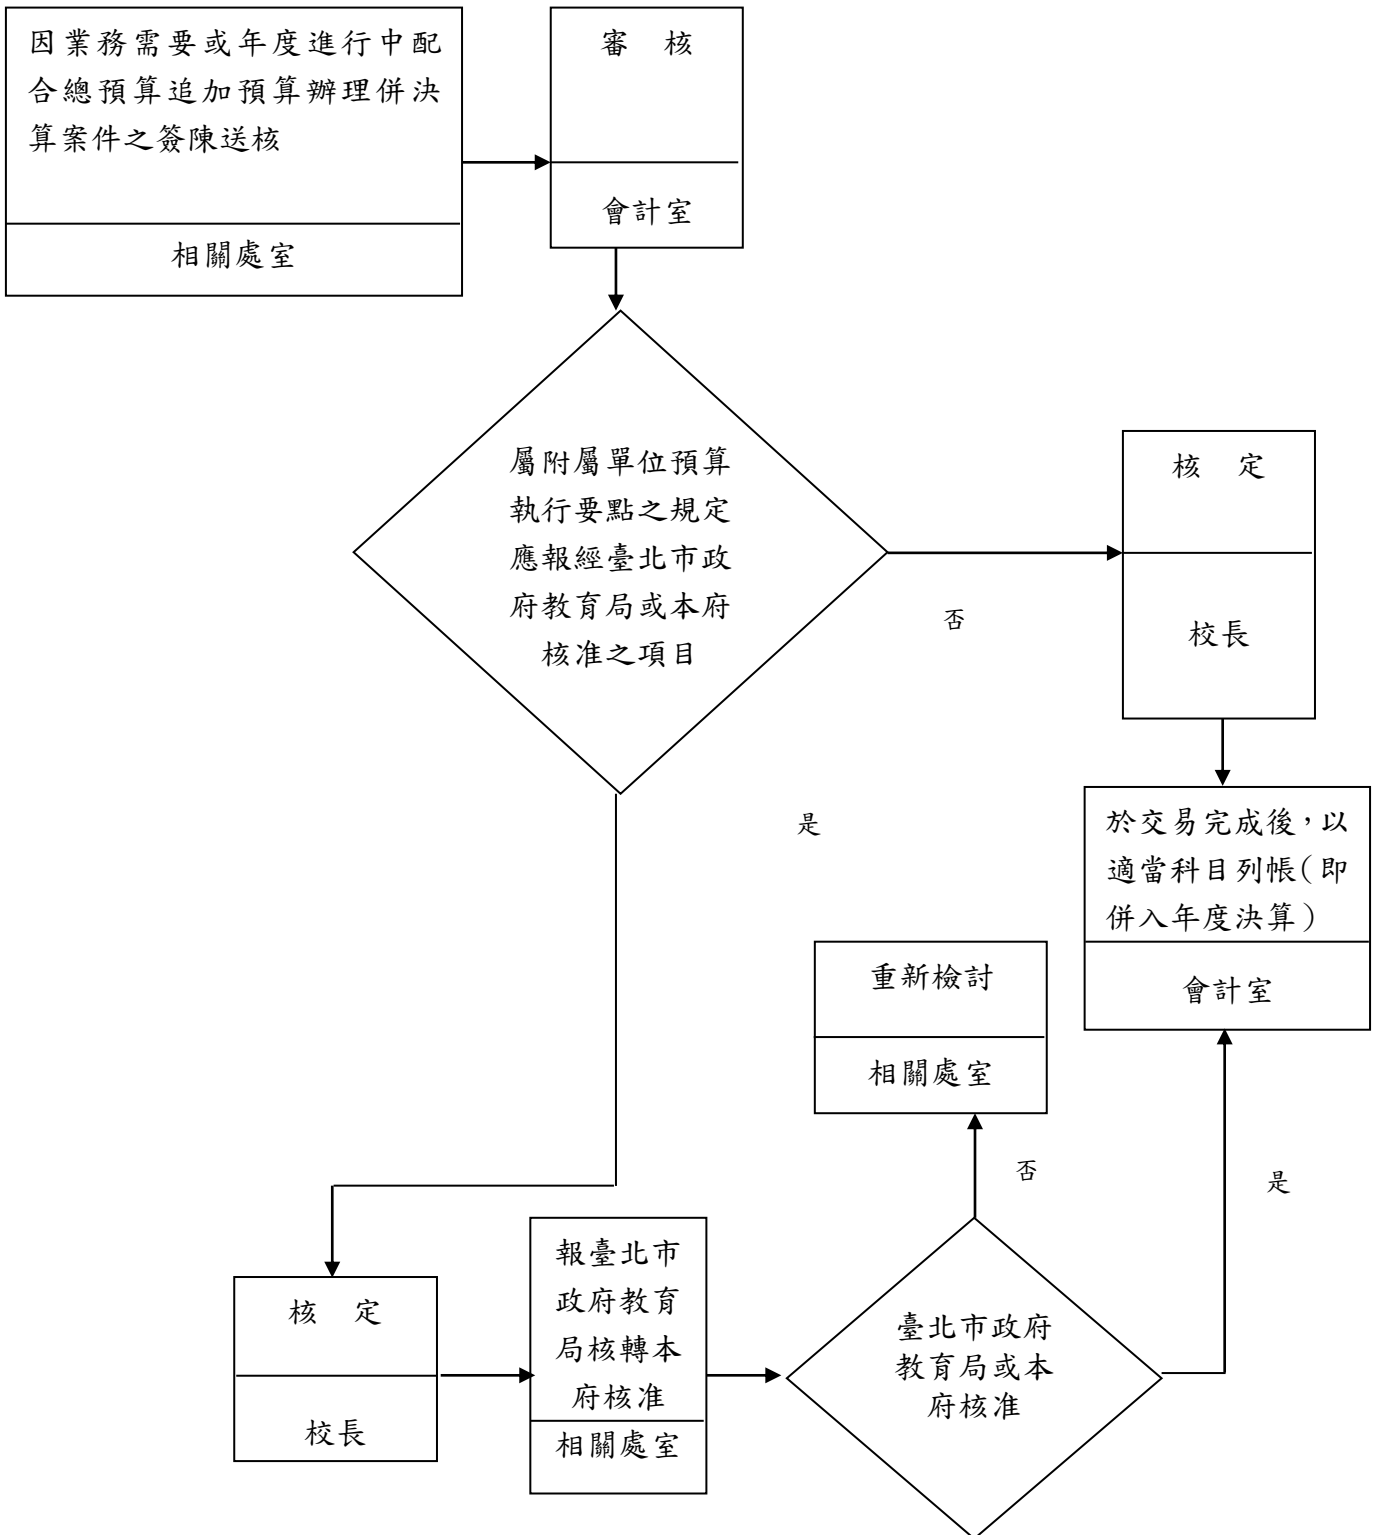 因業務需要或年度進行中配
合總預算追加預算辦理併決
算案件之簽陳送核
相關處室
審　核
會計室
屬附屬單位預算
執行要點之規定
應報經臺北市政
府教育局或本府
核准之項目
否
核　定
校長
是
於交易完成後，以
適當科目列帳（即
併入年度決算）
會計室
重新檢討
相關處室
否
是
核　定
校長
報臺北市
政府教育
局核轉本
府核准
相關處室
臺北市政府
教育局或本
府核准